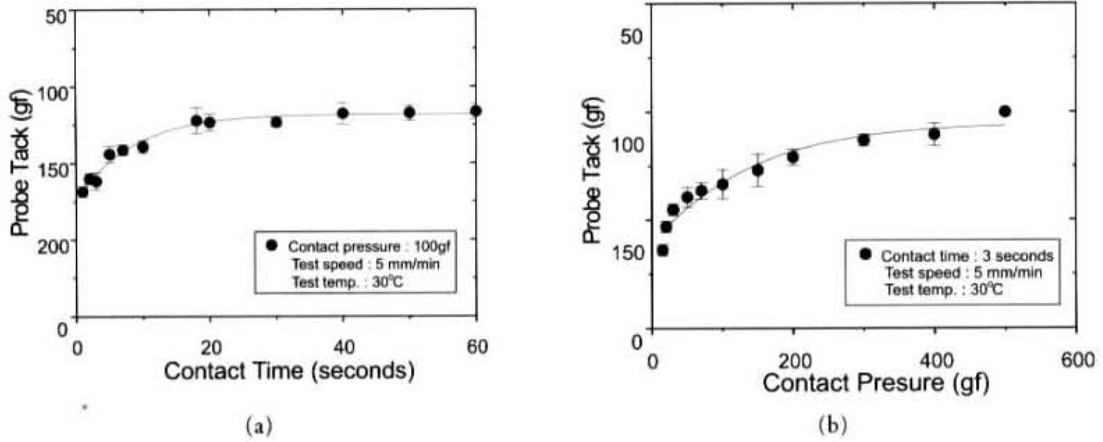 50
100
150
200
0
Probe Tack (gf)
Contact pressure : 100gf
Test speed : 5 mm/min
Test temp. : 30°C
0
20
40
60
Contact Time (seconds)
(a)
50
100
150
0
Probe Tack (gf)
Contact time : 3 seconds
Test speed : 5 mm/min
Test temp. : 30°C
0
200
400
600
Contact Presure (gf)
(b)